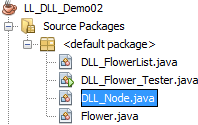 LL_DLL_Demo02
Source Packages
<default package>
DLL_FlowerList.java
DLL_Flower_Tester.java
DLL_Node.java
Flower.java